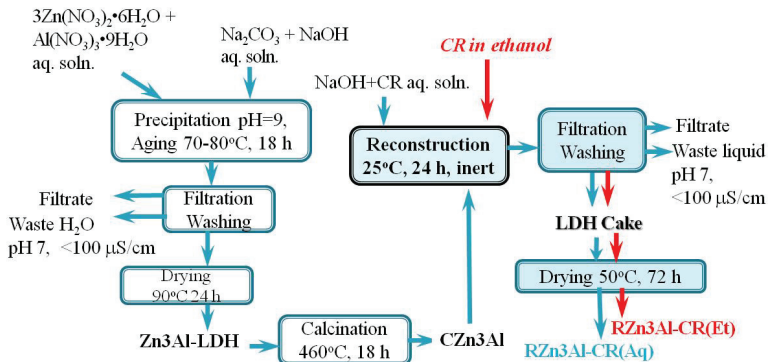 3Zn(NO₃)₂•6H₂O +
Al(NO₃)₃•9H₂O
aq. soln.
Na₂CO₃ + NaOH
Precipitation pH=9,
Aging 70-80°C, 18 h
Filtrate
Waste H₂O
pH 7, <100 µS/cm
Filtration
Washing
Drying
90°C 24 h
Zn3Al-LDH
Calcination
460°C, 18 h
CZn3Al
NaOH+CR aq. soln.
CR in ethanol
Reconstruction
25°C, 24 h, inert
Filtration
Washing
Filtrate
Waste liquid
pH 7,
<100 µS/cm
LDH Cake
Drying 50°C, 72 h
RZn3Al-CR(Et)
RZn3Al-CR(Aq)